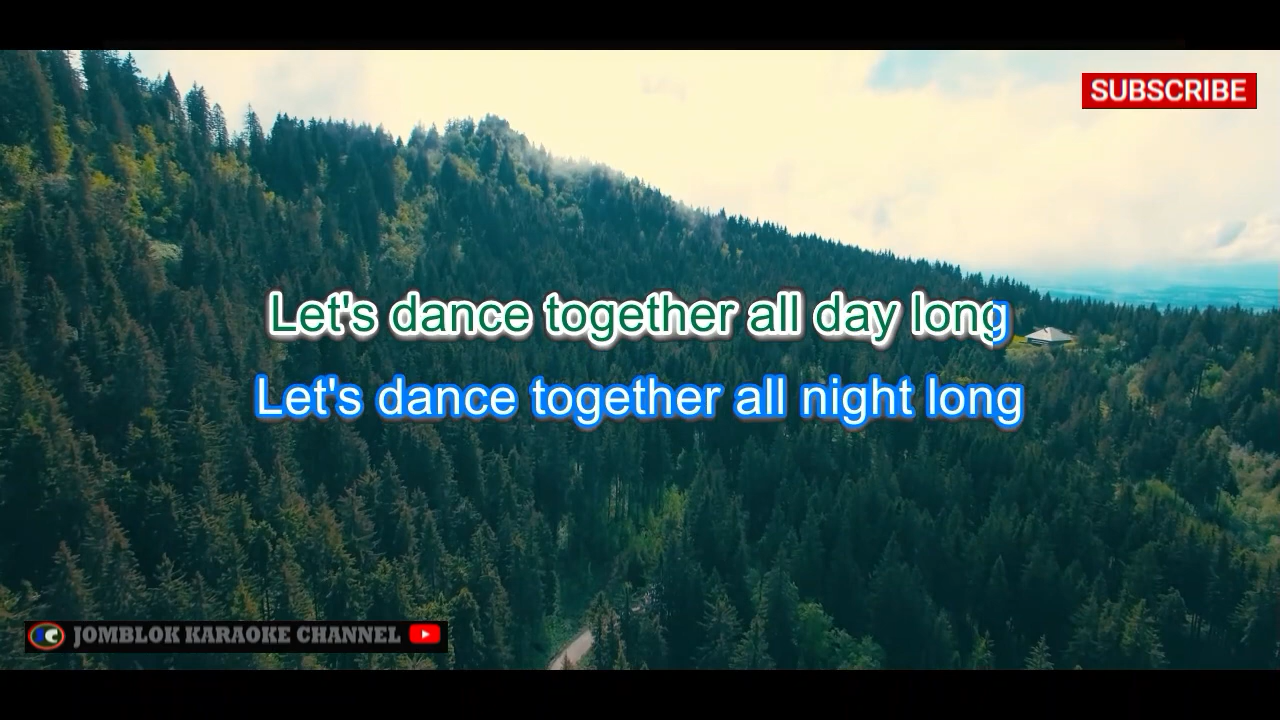 SUBSCRIBE
Let's dance together all day long
Let's dance together all night long
JOMBLOK KARAOKE CHANNEL